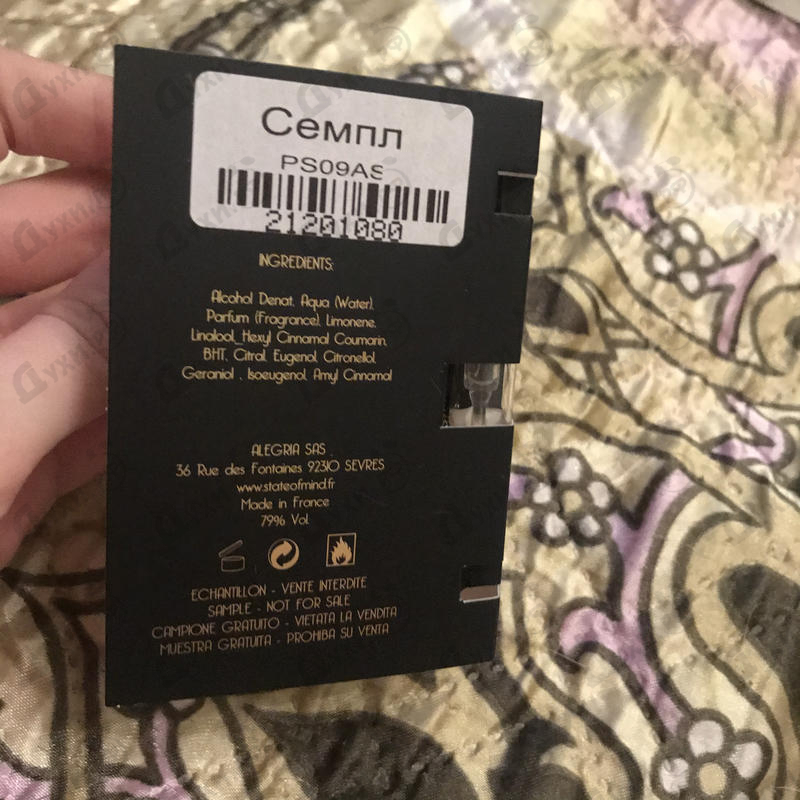 Семпл
PS09AS
21201080
INGREDIENTS:
Alcohol Denat, Aqua (Water),
Parfum (Fragrance), Limonene,
Linalool, Hexyl Cinnamal Coumarin,
BHT, Citral, Eugenol, Citronellol,
Geraniol , Isoeugenol, Amyl Cinnamal
ALEGRIA SAS
36 Rue des Fontaines 92310 SEVRES
www.stateofmind.fr
Made in France
79% Vol
ECHANTILLON - VENTE INTERDITE
SAMPLE - NOT FOR SALE
CAMPIONE GRATUITO - VIETATA LA VENDITA
MUESTRA GRATUITA - PROHIBA SU VENTA